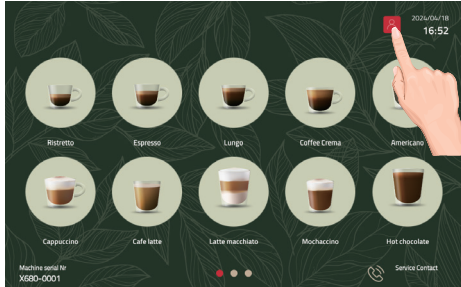 2024/04/18
16:52
Ristretto
Espresso
Lungo
Coffee Crema
Americano
Cappuccino
Cafe latte
Latte macchiato
Mochaccino
Hot chocolate
Machine serial Nr
X680-0001
Service Contact